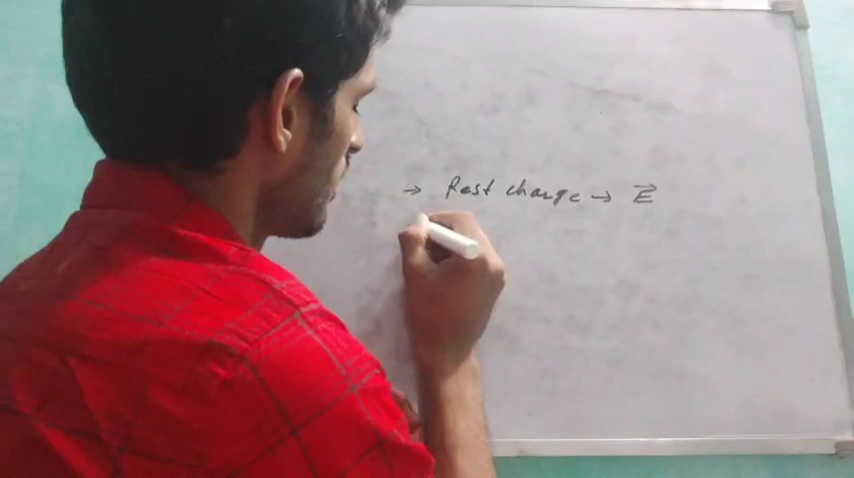 → Rest charge → E⃗